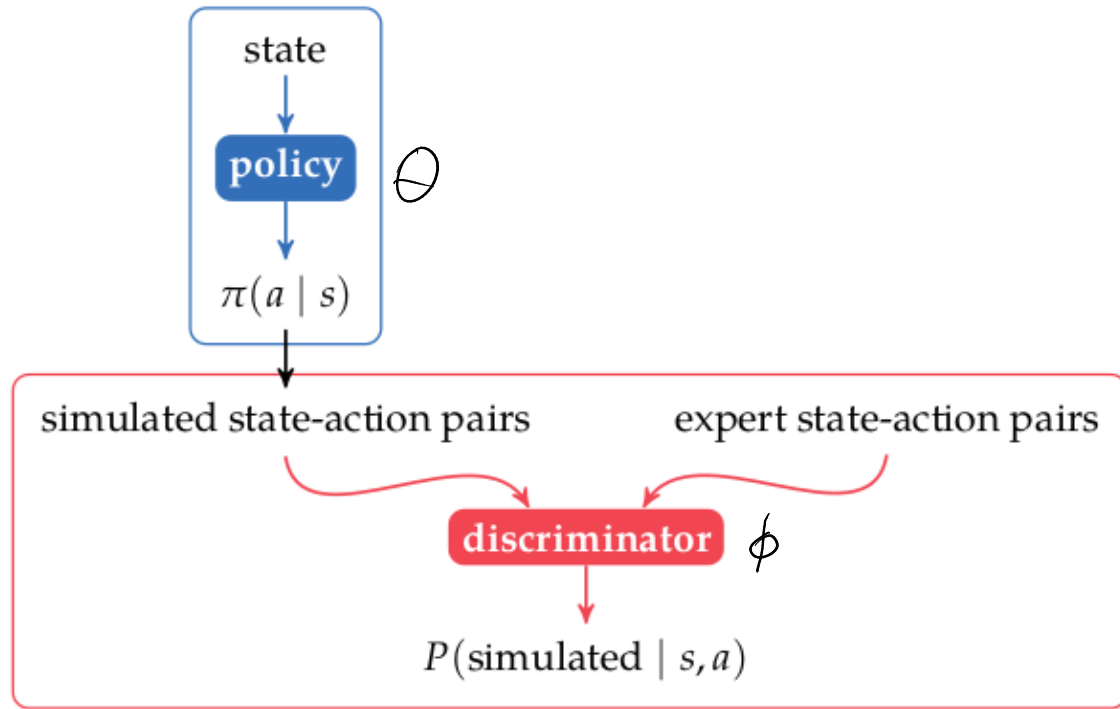 state
policy
θ
π(a | s)
simulated state-action pairs
expert state-action pairs
discriminator
ϕ
P(simulated | s, a)